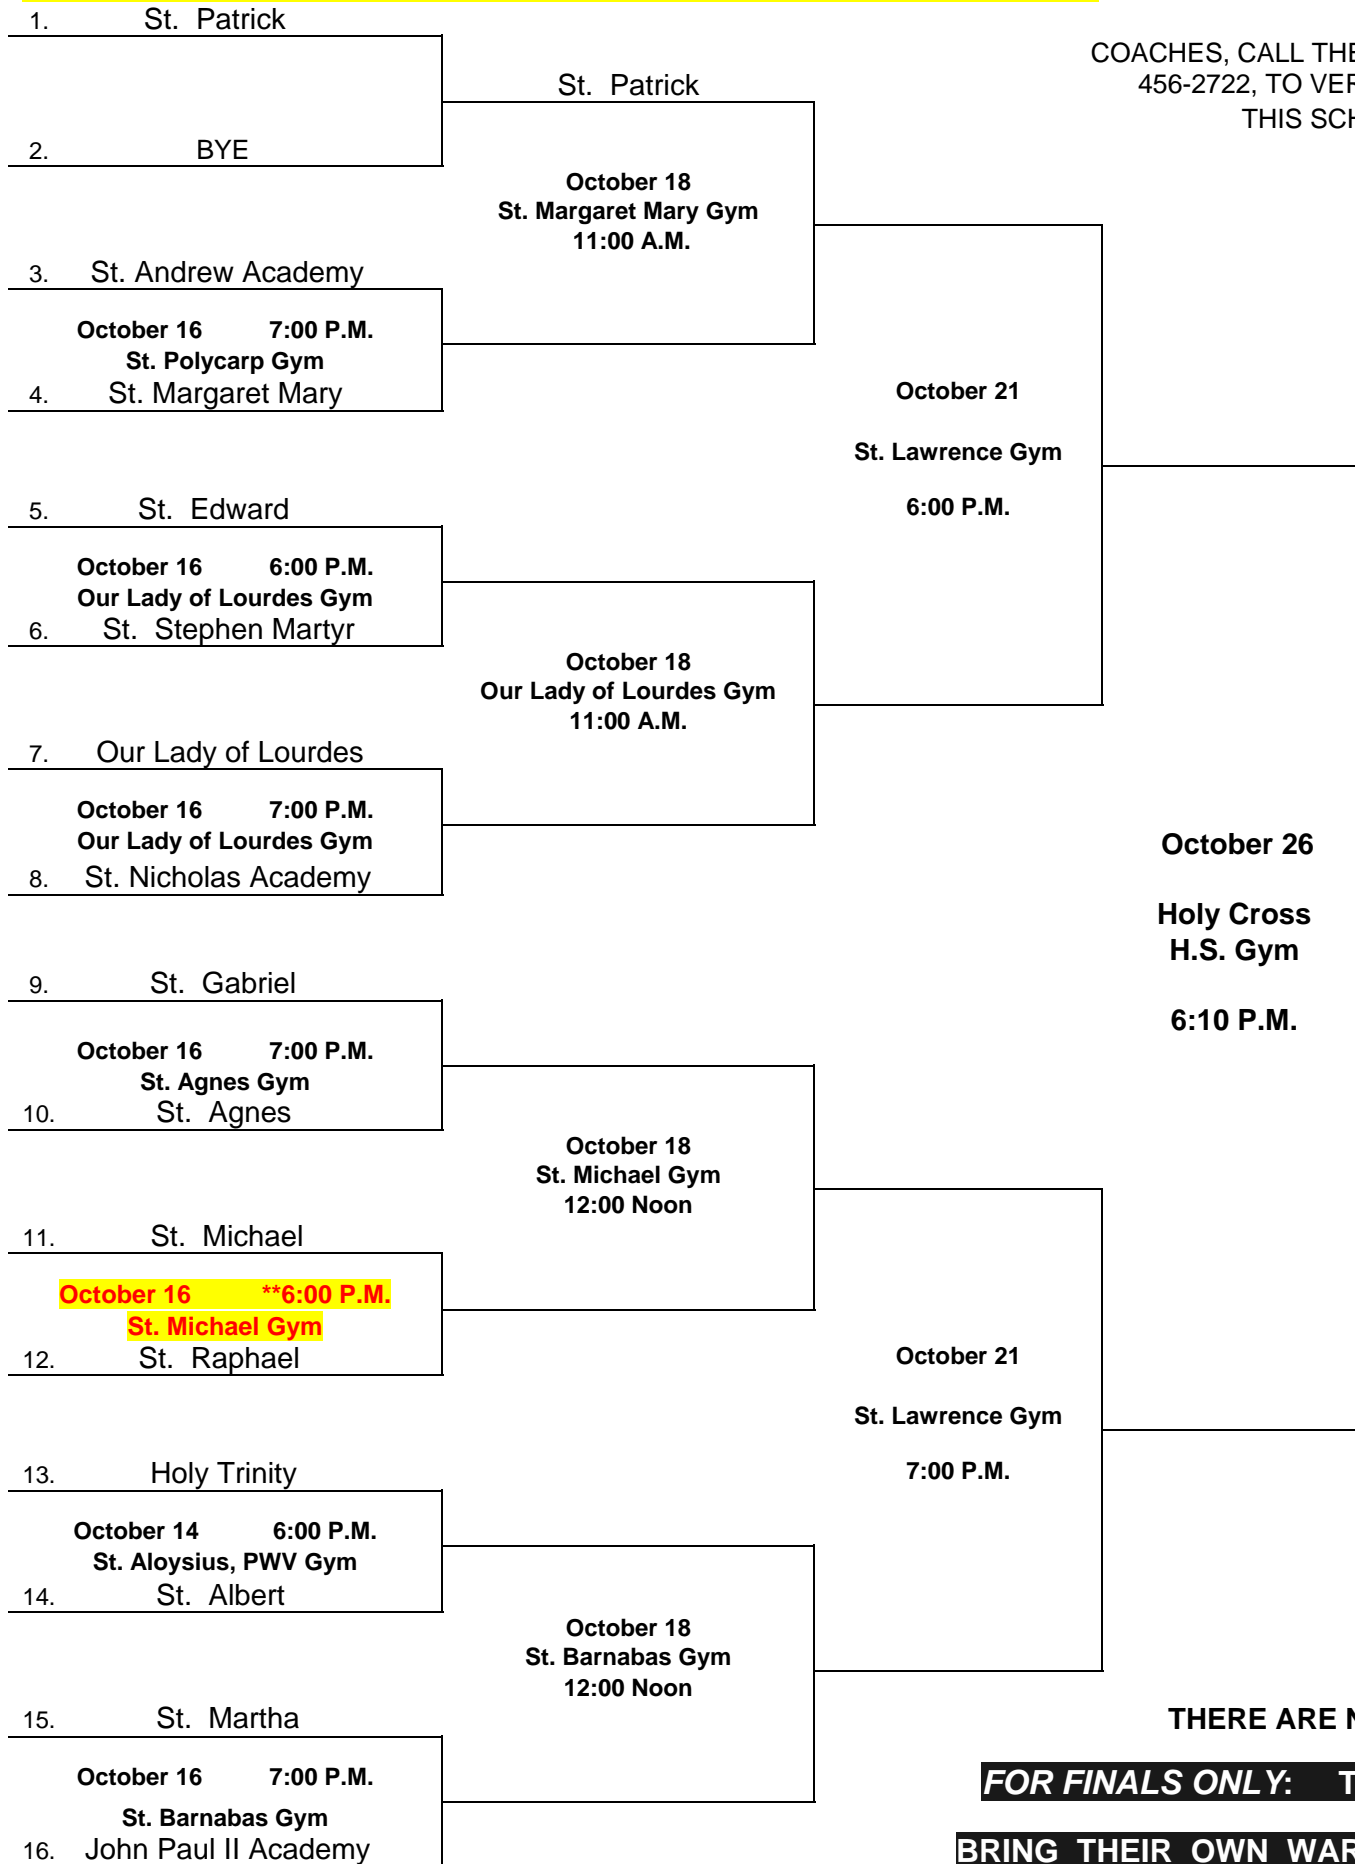 1. St. Patrick
COACHES, CALL THE
456-2722, TO VER
THIS SCH
St. Patrick
2. BYE
October 18
St. Margaret Mary Gym
11:00 A.M.
3. St. Andrew Academy
October 16 7:00 P.M.
St. Polycarp Gym
4. St. Margaret Mary
October 21
St. Lawrence Gym
6:00 P.M.
5. St. Edward
October 16 6:00 P.M.
Our Lady of Lourdes Gym
6. St. Stephen Martyr
October 18
Our Lady of Lourdes Gym
11:00 A.M.
7. Our Lady of Lourdes
October 16 7:00 P.M.
Our Lady of Lourdes Gym
8. St. Nicholas Academy
October 26
Holy Cross
H.S. Gym
6:10 P.M.
9. St. Gabriel
October 16 7:00 P.M.
St. Agnes Gym
10. St. Agnes
October 18
St. Michael Gym
12:00 Noon
11. St. Michael
October 16 **6:00 P.M.
St. Michael Gym
12. St. Raphael
October 21
St. Lawrence Gym
7:00 P.M.
13. Holy Trinity
October 14 6:00 P.M.
St. Aloysius, PWV Gym
14. St. Albert
October 18
St. Barnabas Gym
12:00 Noon
15. St. Martha
October 16 7:00 P.M.
St. Barnabas Gym
16. John Paul II Academy
THERE ARE N
FOR FINALS ONLY: T
BRING THEIR OWN WAR